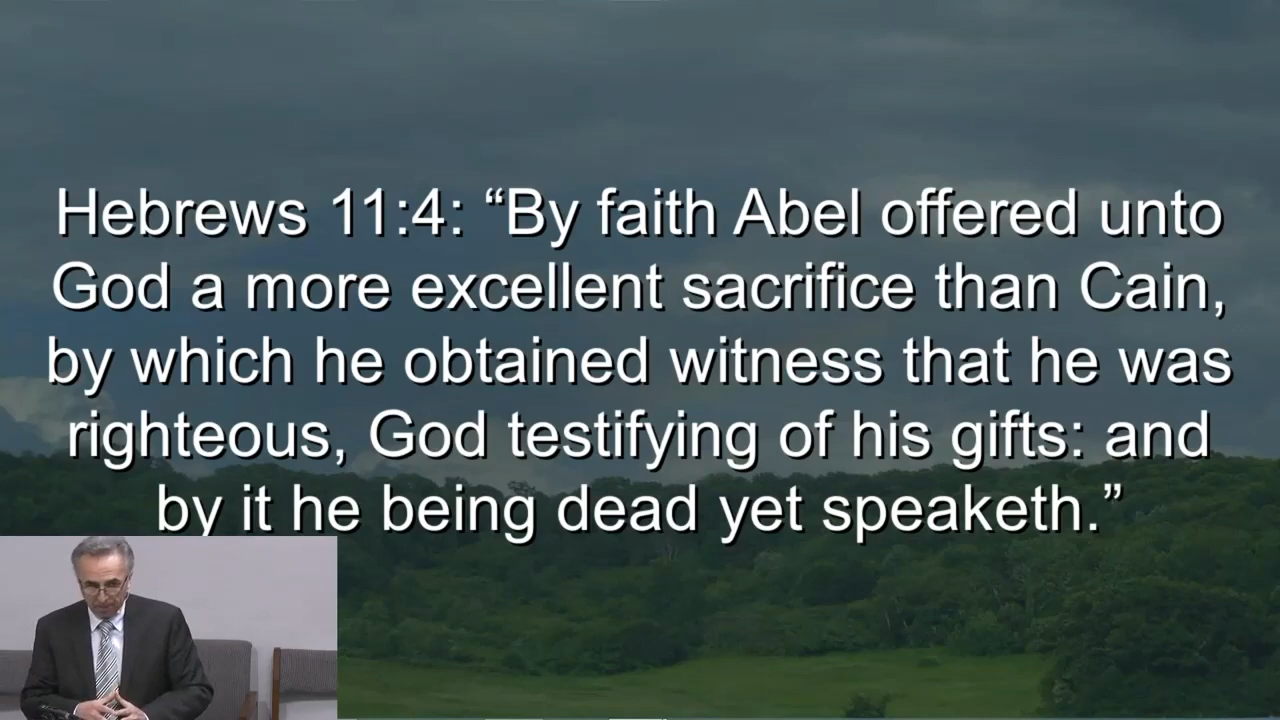 Hebrews 11:4: “By faith Abel offered unto
God a more excellent sacrifice than Cain,
by which he obtained witness that he was
righteous, God testifying of his gifts: and
by it he being dead yet speaketh.”